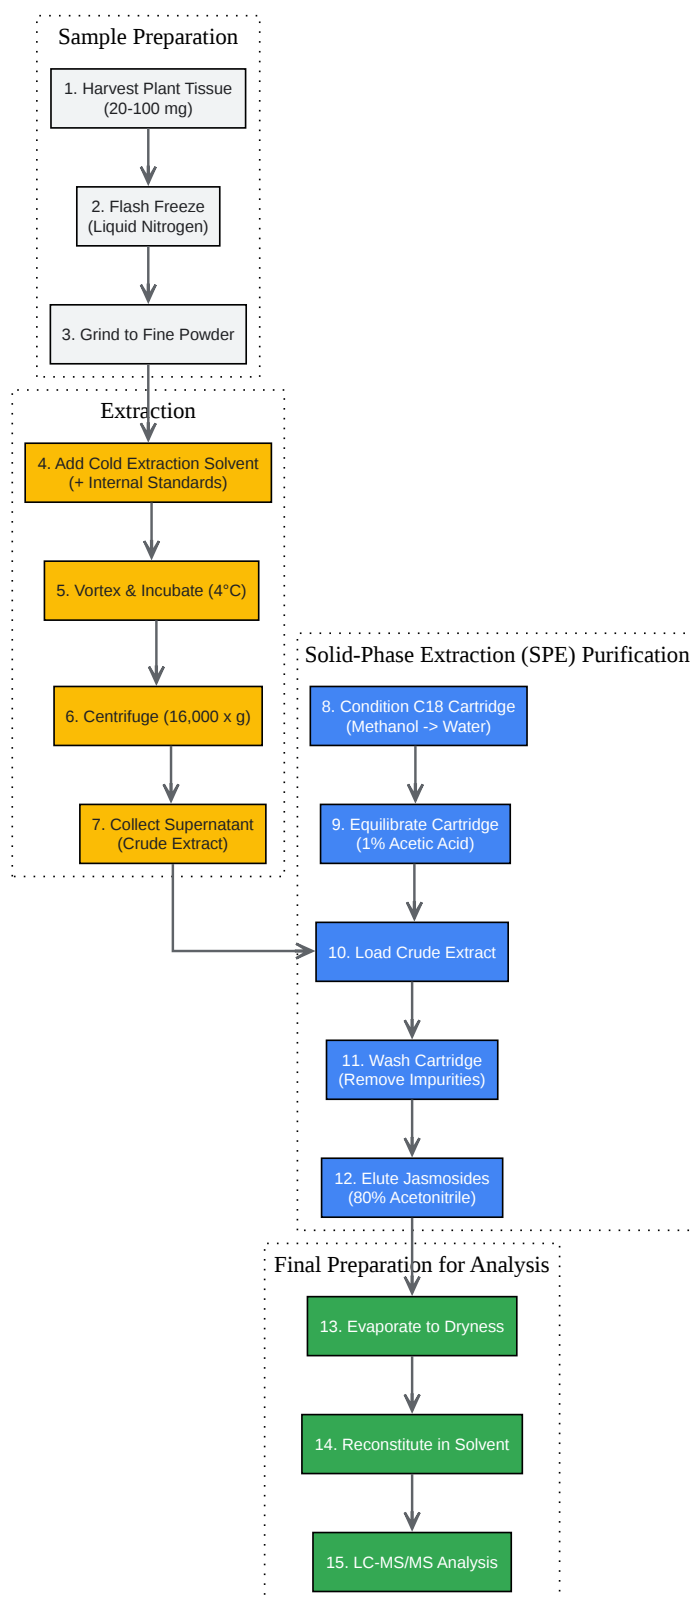 Sample Preparation
1. Harvest Plant Tissue
(20-100 mg)
2. Flash Freeze
(Liquid Nitrogen)
3. Grind to Fine Powder
Extraction
4. Add Cold Extraction Solvent
(+ Internal Standards)
5. Vortex & Incubate (4°C)
6. Centrifuge (16,000 x g)
7. Collect Supernatant
(Crude Extract)
Solid-Phase Extraction (SPE) Purification
8. Condition C18 Cartridge
(Methanol -> Water)
9. Equilibrate Cartridge
(1% Acetic Acid)
10. Load Crude Extract
11. Wash Cartridge
(Remove Impurities)
12. Elute Jasmosides
(80% Acetonitrile)
Final Preparation for Analysis
13. Evaporate to Dryness
14. Reconstitute in Solvent
15. LC-MS/MS Analysis